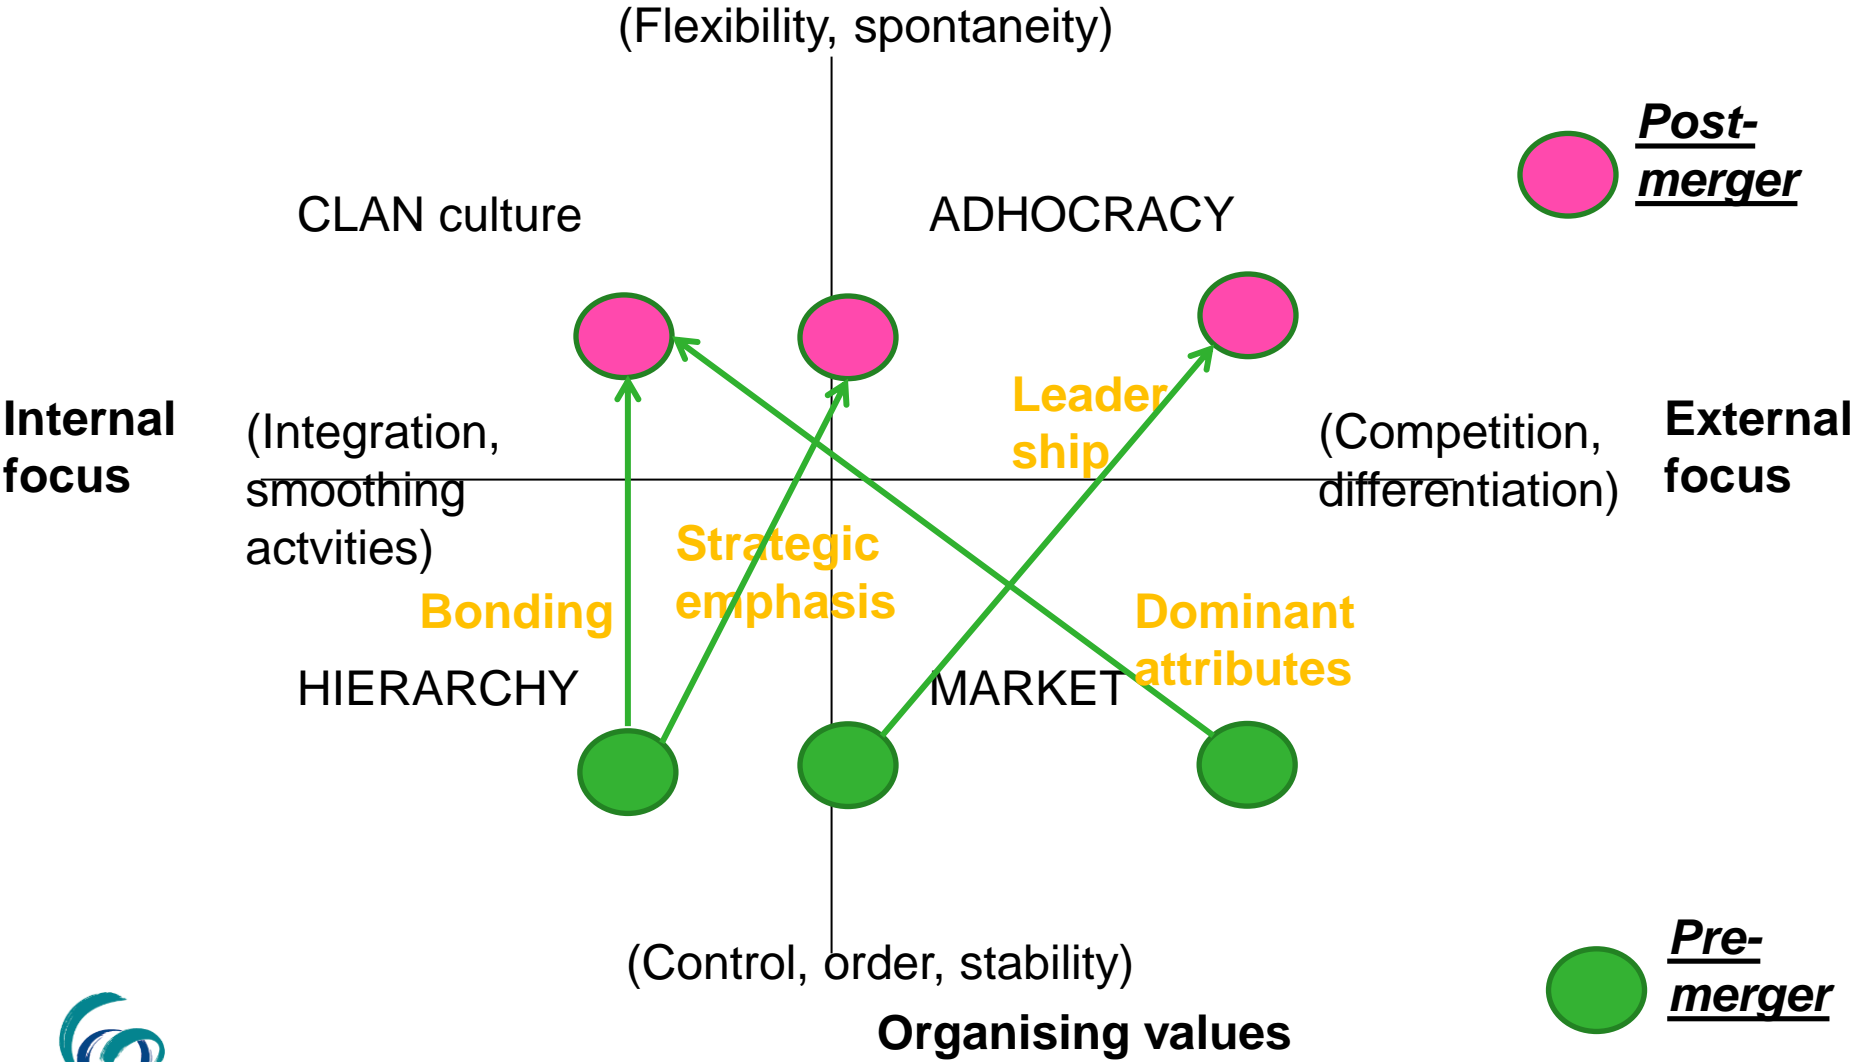 (Flexibility, spontaneity)
Post-
merger
CLAN culture
ADHOCRACY
Internal
focus
(Integration,
smoothing
actvities)
Leader
ship
(Competition,
differentiation)
External
focus
Strategic
emphasis
Bonding
Dominant
attributes
HIERARCHY
MARKET
(Control, order, stability)
Pre-
merger
Organising values